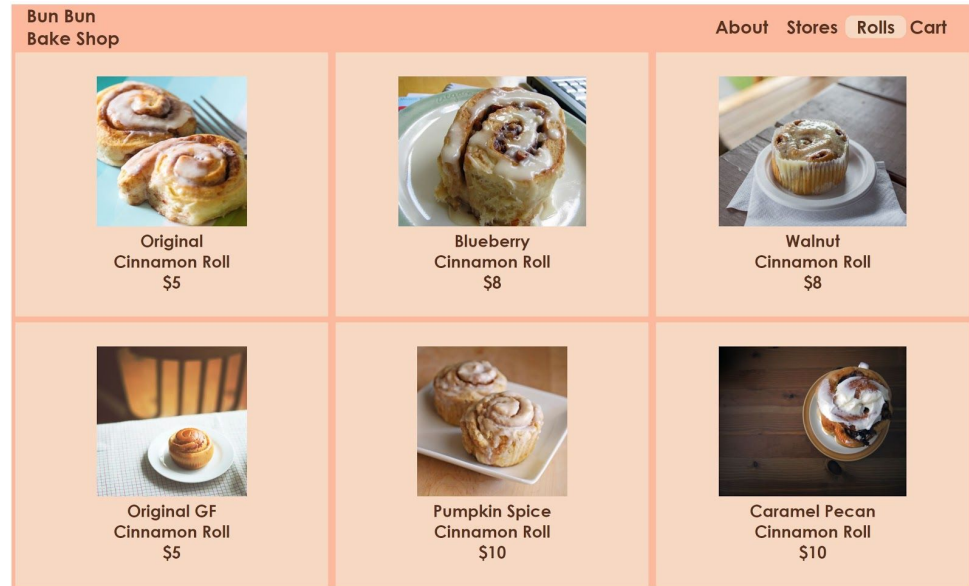 Bun Bun
Bake Shop
About Stores Rolls Cart
Original
Cinnamon Roll
$5
Blueberry
Cinnamon Roll
$8
Walnut
Cinnamon Roll
$8
Original GF
Cinnamon Roll
$5
Pumpkin Spice
Cinnamon Roll
$10
Caramel Pecan
Cinnamon Roll
$10